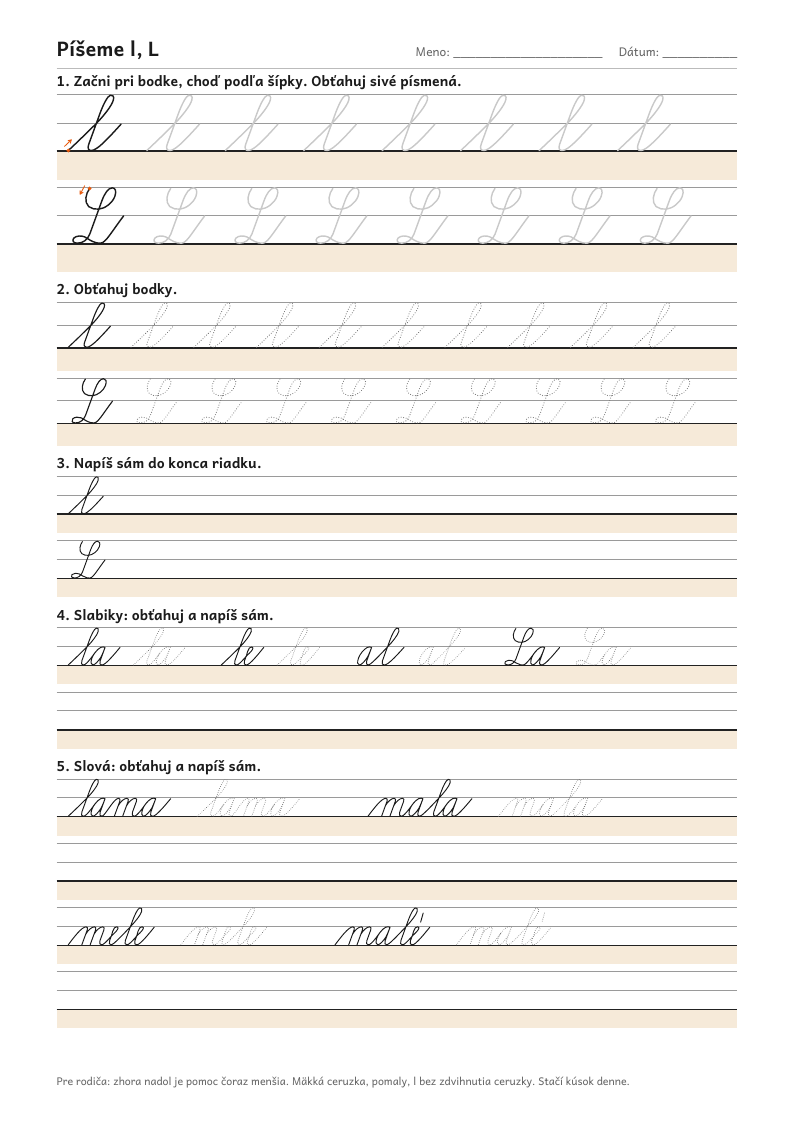 Píšeme l, L Meno: ______________________ Dátum: ___________
1. Začni pri bodke, choď podľa šípky. Obťahuj sivé písmená.
l l l l l l l l
L L L L L L L L
2. Obťahuj bodky.
l l l l l l l l l l
L L L L L L L L L L
3. Napíš sám do konca riadku.
l
L
4. Slabiky: obťahuj a napíš sám.
la la le le al al La La
5. Slová: obťahuj a napíš sám.
lama lama mala mala
mele mele malé malé
Pre rodiča: zhora nadol je pomoc čoraz menšia. Mäkká ceruzka, pomaly, l bez zdvihnutia ceruzky. Stačí kúsok denne.